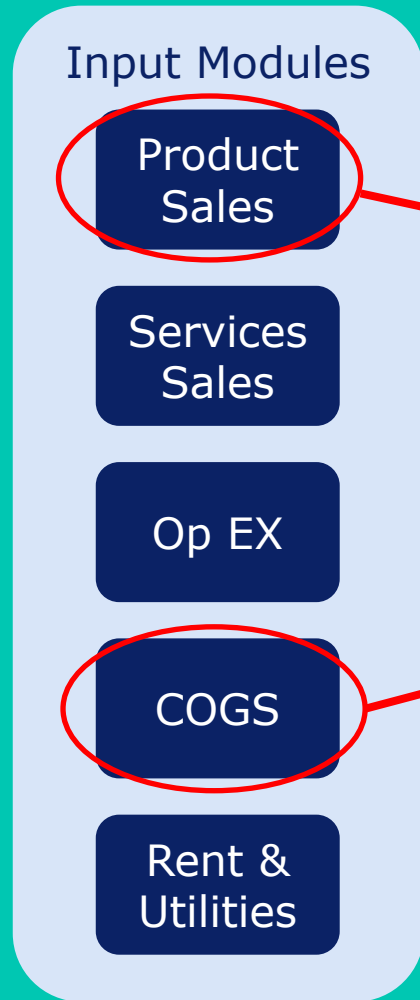 Input Modules
Product
Sales
Services
Sales
Op EX
COGS
Rent &
Utilities